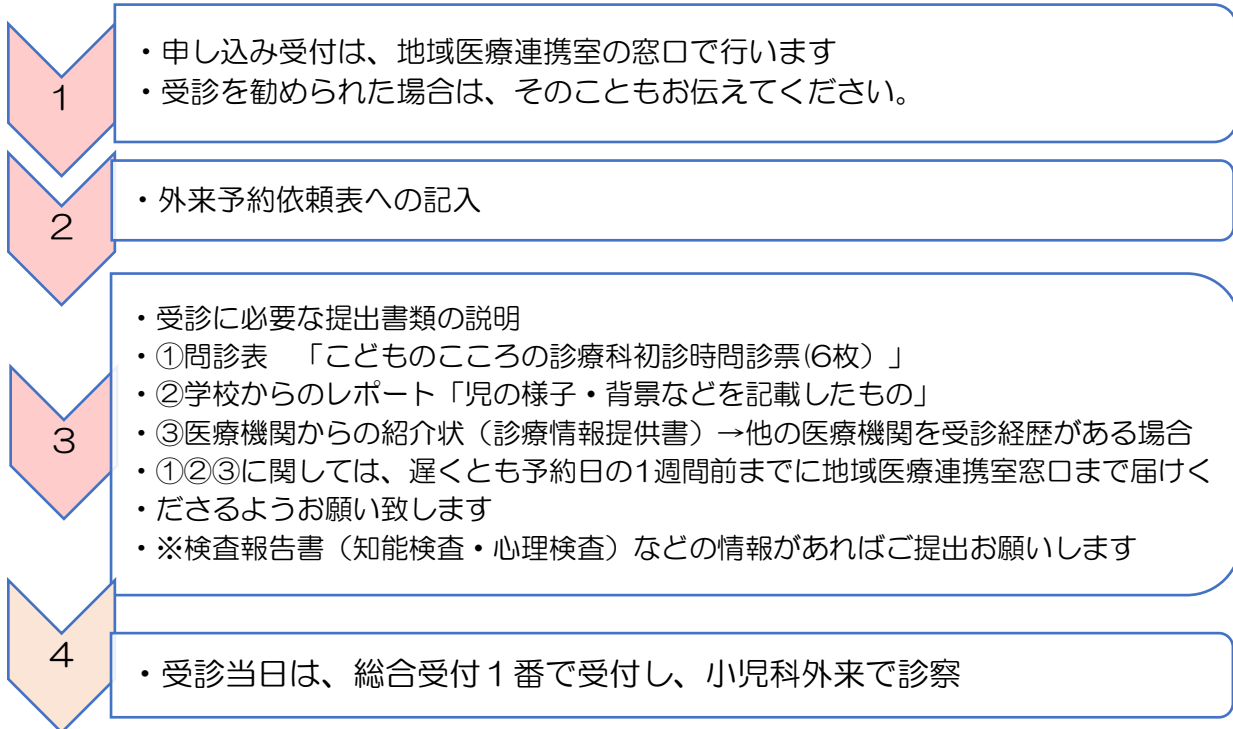 1
・申し込み受付は、地域医療連携室の窓口で行います
・受診を勧められた場合は、そのこともお伝えてください。
2
・外来予約依頼表への記入
3
・受診に必要な提出書類の説明
・①問診表　「こどものこころの診療科初診時問診票(6枚）」
・②学校からのレポート「児の様子・背景などを記載したもの」
・③医療機関からの紹介状（診療情報提供書）→他の医療機関を受診経歴がある場合
・①②③に関しては、遅くとも予約日の1週間前までに地域医療連携室窓口まで届けく
・ださるようお願い致します
・※検査報告書（知能検査・心理検査）などの情報があればご提出お願いします
4
・受診当日は、総合受付１番で受付し、小児科外来で診察